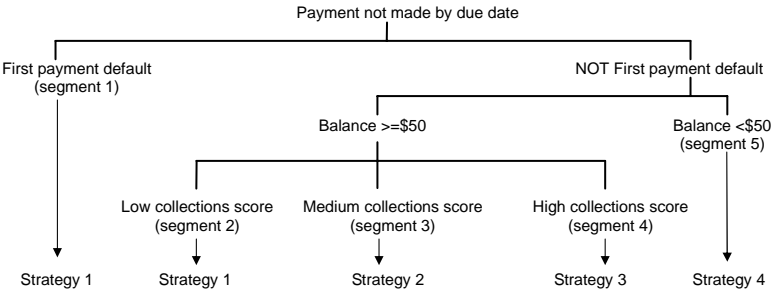 Payment not made by due date
First payment default
(segment 1)
NOT First payment default
Balance >=$50
Balance <$50
(segment 5)
Low collections score
(segment 2)
Medium collections score
(segment 3)
High collections score
(segment 4)
Strategy 1
Strategy 1
Strategy 2
Strategy 3
Strategy 4